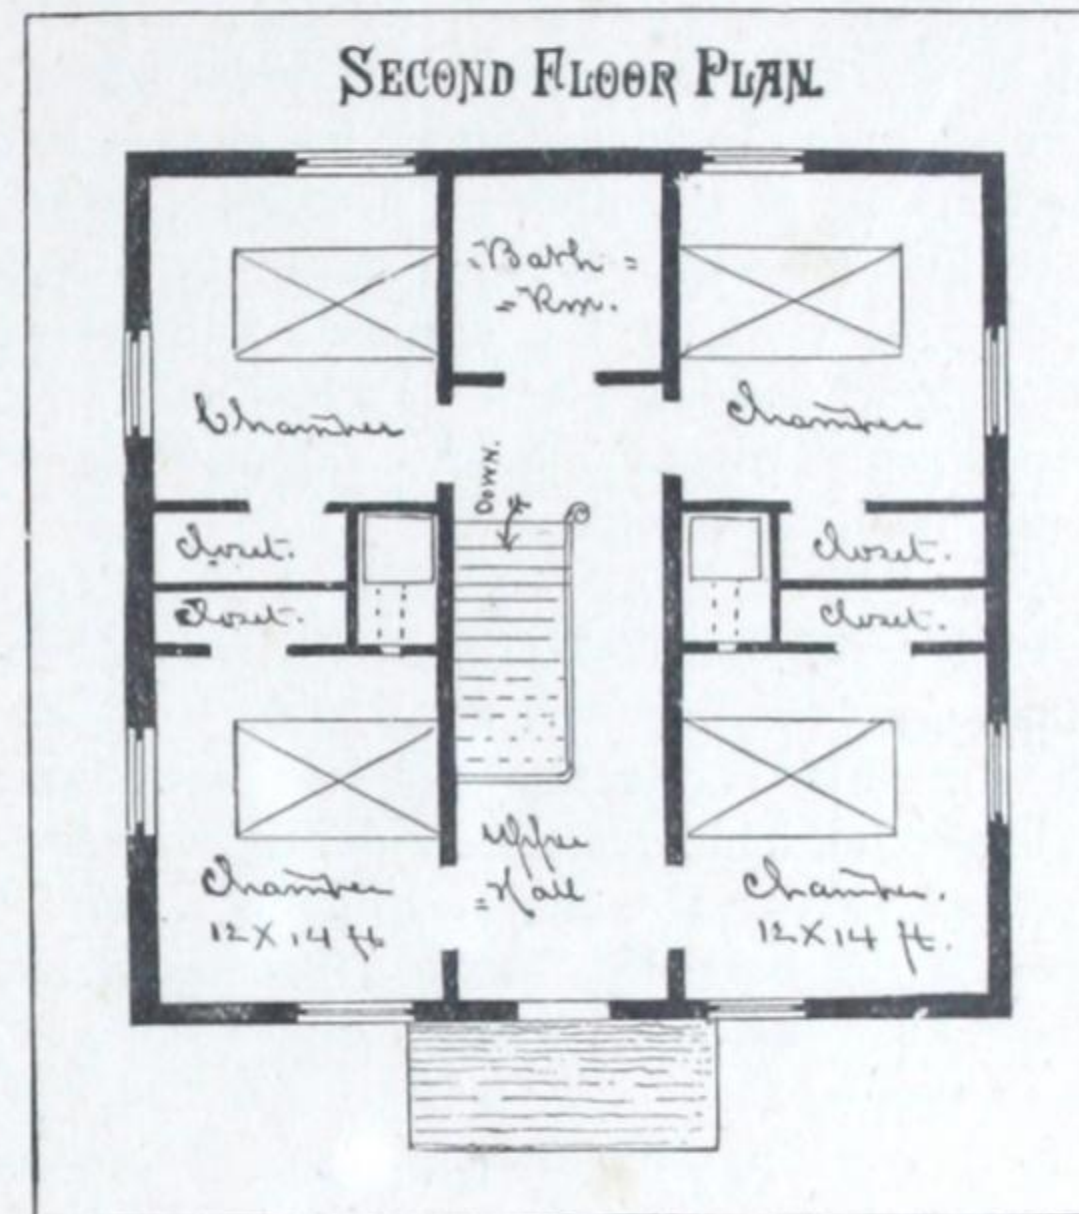 SECOND FLOOR PLAN.
Bath
Rm.
Chamber
Chamber
DOWN.
Closet.
Closet.
Closet.
Closet.
Upper
Hall
Chamber
12 X 14 ft
Chamber.
12 X 14 ft.